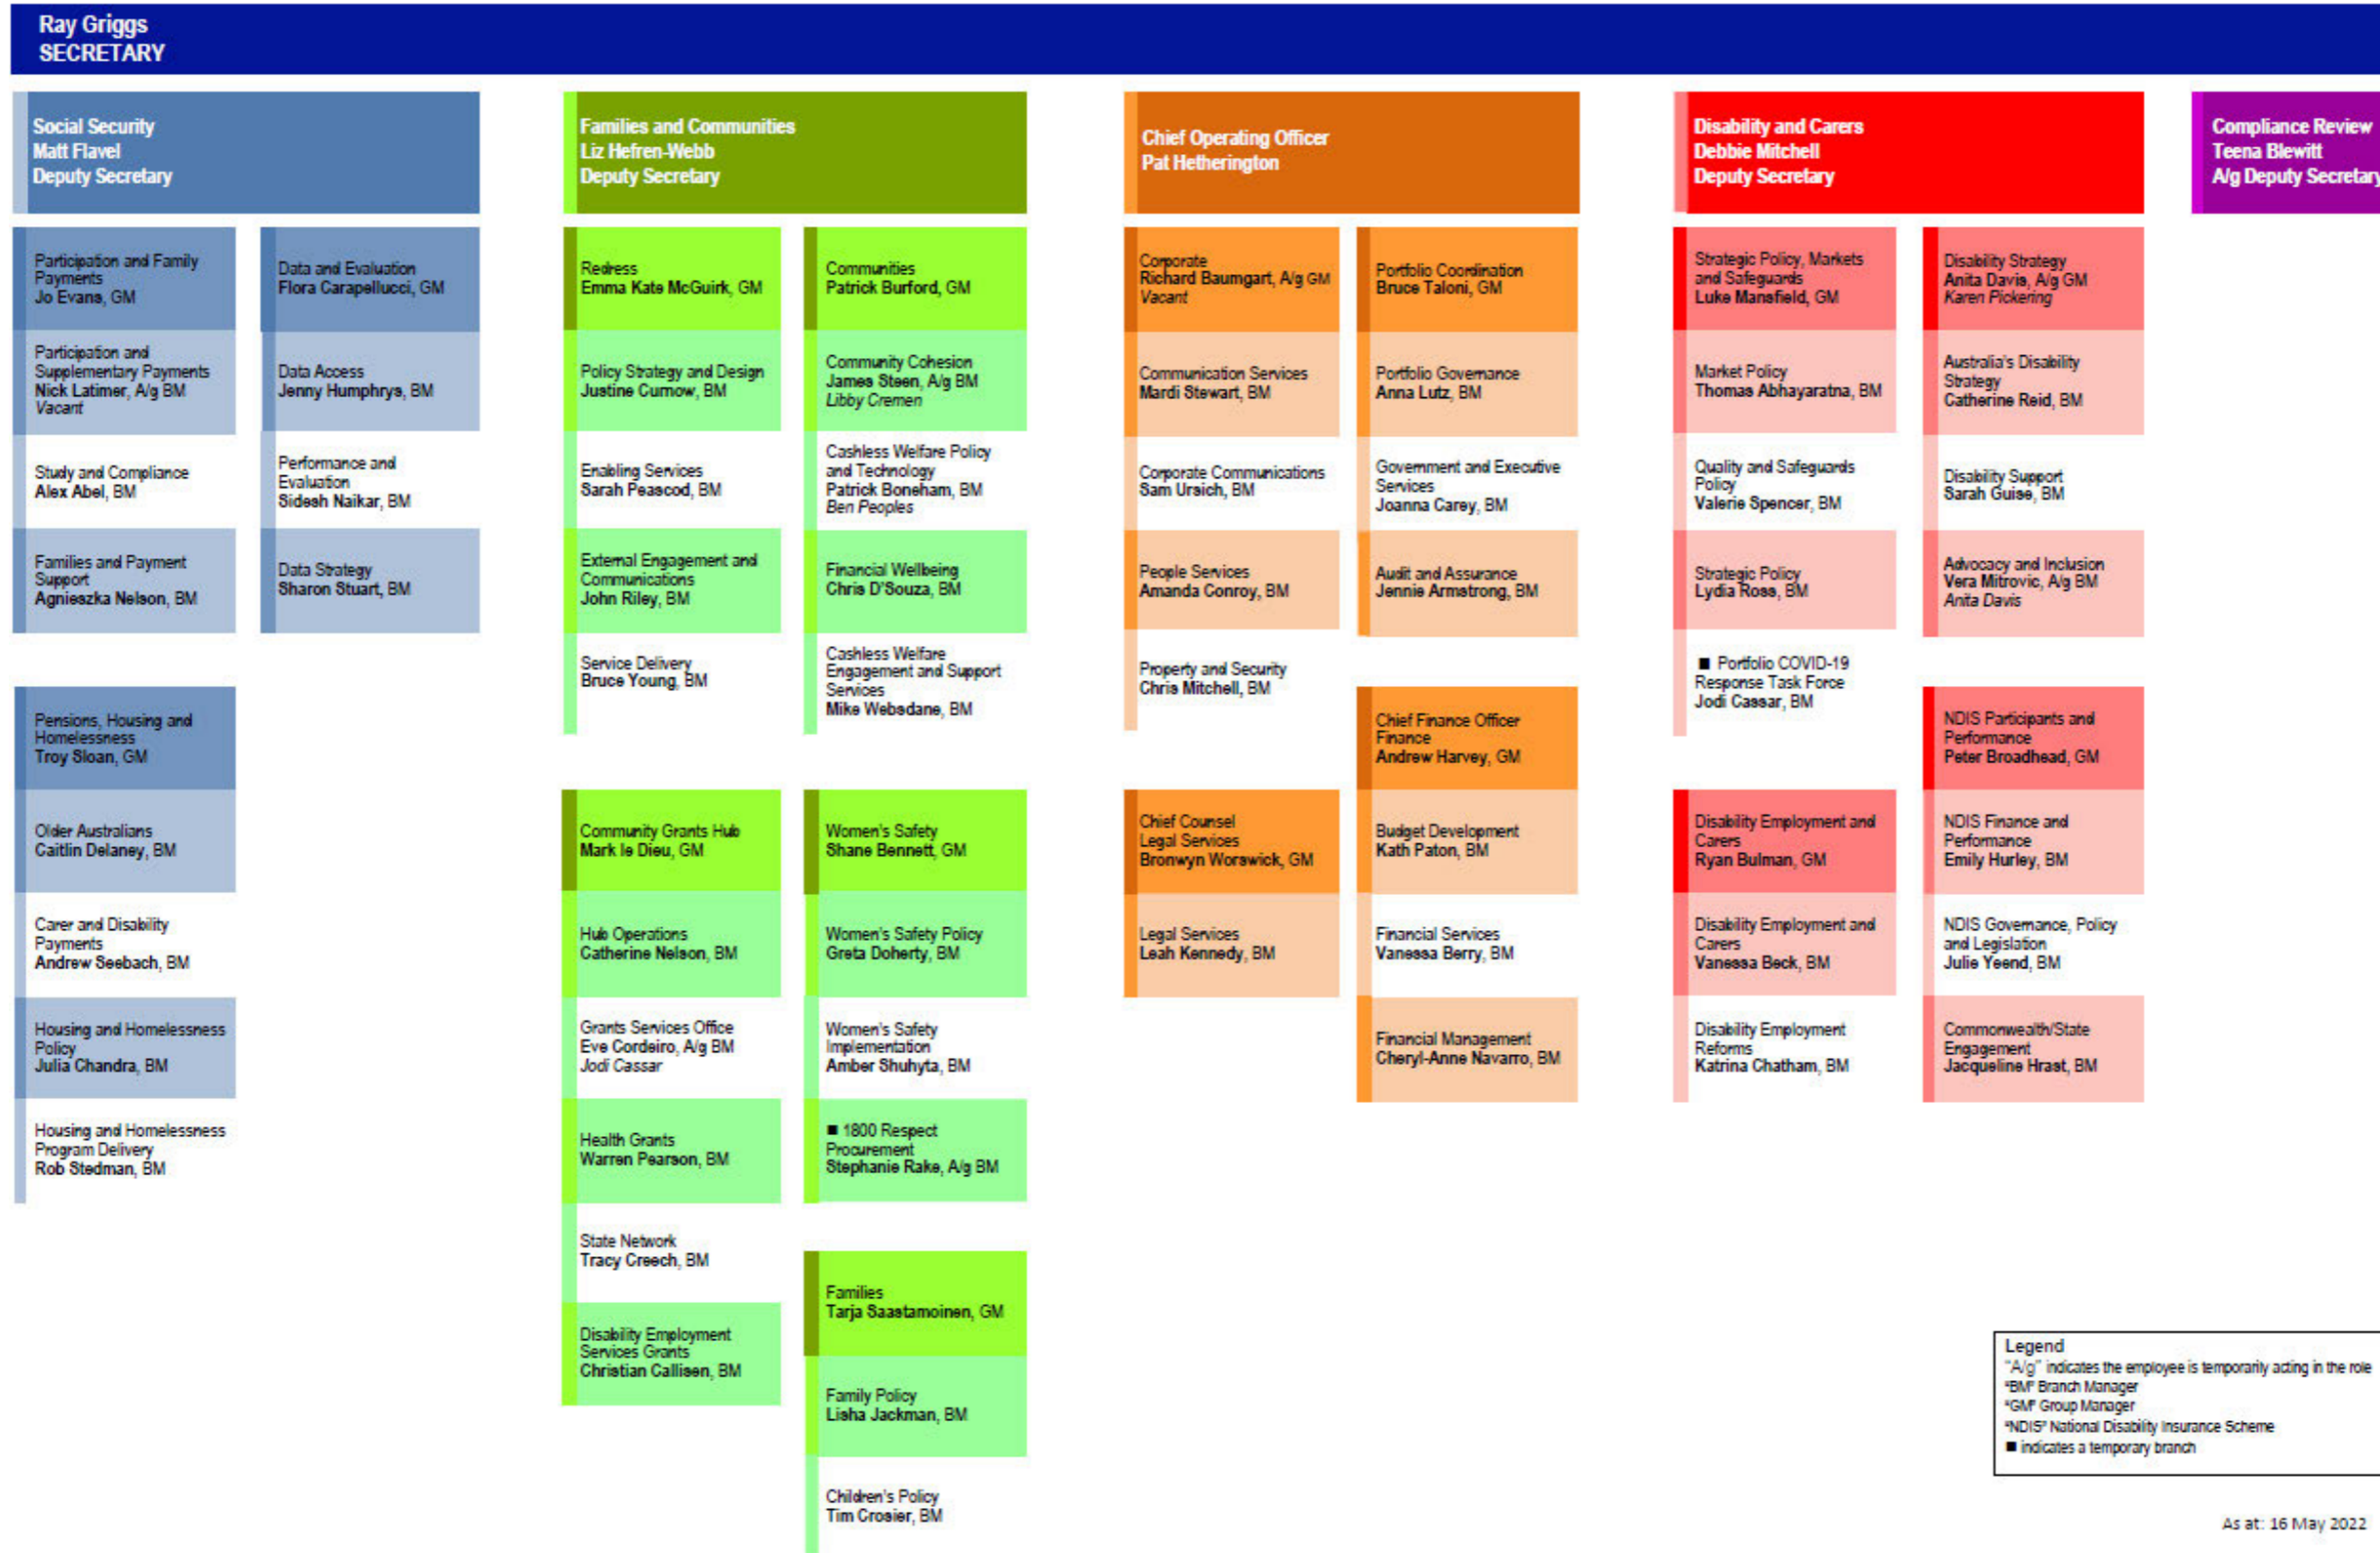 Ray Griggs
SECRETARY
Social Security
Matt Flavel
Deputy Secretary
Participation and Family
Payments
Jo Evans, GM
Participation and
Supplementary Payments
Nick Latimer, A/g BM
Vacant
Study and Compliance
Alex Abel, BM
Families and Payment
Support
Agnieszka Nelson, BM
Data and Evaluation
Flora Carapellucci, GM
Data Access
Jenny Humphrys, BM
Performance and
Evaluation
Sidesh Naikar, BM
Data Strategy
Sharon Stuart, BM
Pensions, Housing and
Homelessness
Troy Sloan, GM
Older Australians
Caitlin Delaney, BM
Carer and Disability
Payments
Andrew Seebach, BM
Housing and Homelessness
Policy
Julia Chandra, BM
Housing and Homelessness
Program Delivery
Rob Stedman, BM
Families and Communities
Liz Hefren-Webb
Deputy Secretary
Redress
Emma Kate McGuirk, GM
Policy Strategy and Design
Justine Curnow, BM
Enabling Services
Sarah Peascod, BM
External Engagement and
Communications
John Riley, BM
Service Delivery
Bruce Young, BM
Communities
Patrick Burford, GM
Community Cohesion
James Steen, A/g BM
Libby Cremen
Cashless Welfare Policy
and Technology
Patrick Boneham, BM
Ben Peoples
Financial Wellbeing
Chris D'Souza, BM
Cashless Welfare
Engagement and Support
Services
Mike Websdane, BM
Community Grants Hub
Mark le Dieu, GM
Hub Operations
Catherine Nelson, BM
Grants Services Office
Eve Cordeiro, A/g BM
Jodi Cassar
Health Grants
Warren Pearson, BM
State Network
Tracy Creech, BM
Disability Employment
Services Grants
Christian Callisen, BM
Women's Safety
Shane Bennett, GM
Women's Safety Policy
Greta Doherty, BM
Women's Safety
Implementation
Amber Shuhyta, BM
■ 1800 Respect
Procurement
Stephanie Rake, A/g BM
Families
Tarja Saastamoinen, GM
Family Policy
Lisha Jackman, BM
Children's Policy
Tim Crosier, BM
Chief Operating Officer
Pat Hetherington
Corporate
Richard Baumgart, A/g GM
Vacant
Communication Services
Mardi Stewart, BM
Corporate Communications
Sam Ursich, BM
People Services
Amanda Conroy, BM
Property and Security
Chris Mitchell, BM
Portfolio Coordination
Bruce Taloni, GM
Portfolio Governance
Anna Lutz, BM
Government and Executive
Services
Joanna Carey, BM
Audit and Assurance
Jennie Armstrong, BM
Chief Counsel
Legal Services
Bronwyn Worswick, GM
Legal Services
Leah Kennedy, BM
Chief Finance Officer
Finance
Andrew Harvey, GM
Budget Development
Kath Paton, BM
Financial Services
Vanessa Berry, BM
Financial Management
Cheryl-Anne Navarro, BM
Disability and Carers
Debbie Mitchell
Deputy Secretary
Strategic Policy, Markets
and Safeguards
Luke Mansfield, GM
Market Policy
Thomas Abhayaratna, BM
Quality and Safeguards
Policy
Valerie Spencer, BM
Strategic Policy
Lydia Ross, BM
■ Portfolio COVID-19
Response Task Force
Jodi Cassar, BM
Disability Strategy
Anita Davis, A/g GM
Karen Pickering
Australia's Disability
Strategy
Catherine Reid, BM
Disability Support
Sarah Guise, BM
Advocacy and Inclusion
Vera Mitrovic, A/g BM
Anita Davis
Disability Employment and
Carers
Ryan Bulman, GM
Disability Employment and
Carers
Vanessa Beck, BM
Disability Employment
Reforms
Katrina Chatham, BM
NDIS Participants and
Performance
Peter Broadhead, GM
NDIS Finance and
Performance
Emily Hurley, BM
NDIS Governance, Policy
and Legislation
Julie Yeend, BM
Commonwealth/State
Engagement
Jacqueline Hrast, BM
Compliance Review
Teena Blewitt
A/g Deputy Secretary
Legend
"A/g" indicates the employee is temporarily acting in the role
"BM" Branch Manager
"GM" Group Manager
"NDIS" National Disability Insurance Scheme
■ indicates a temporary branch
As at: 16 May 2022